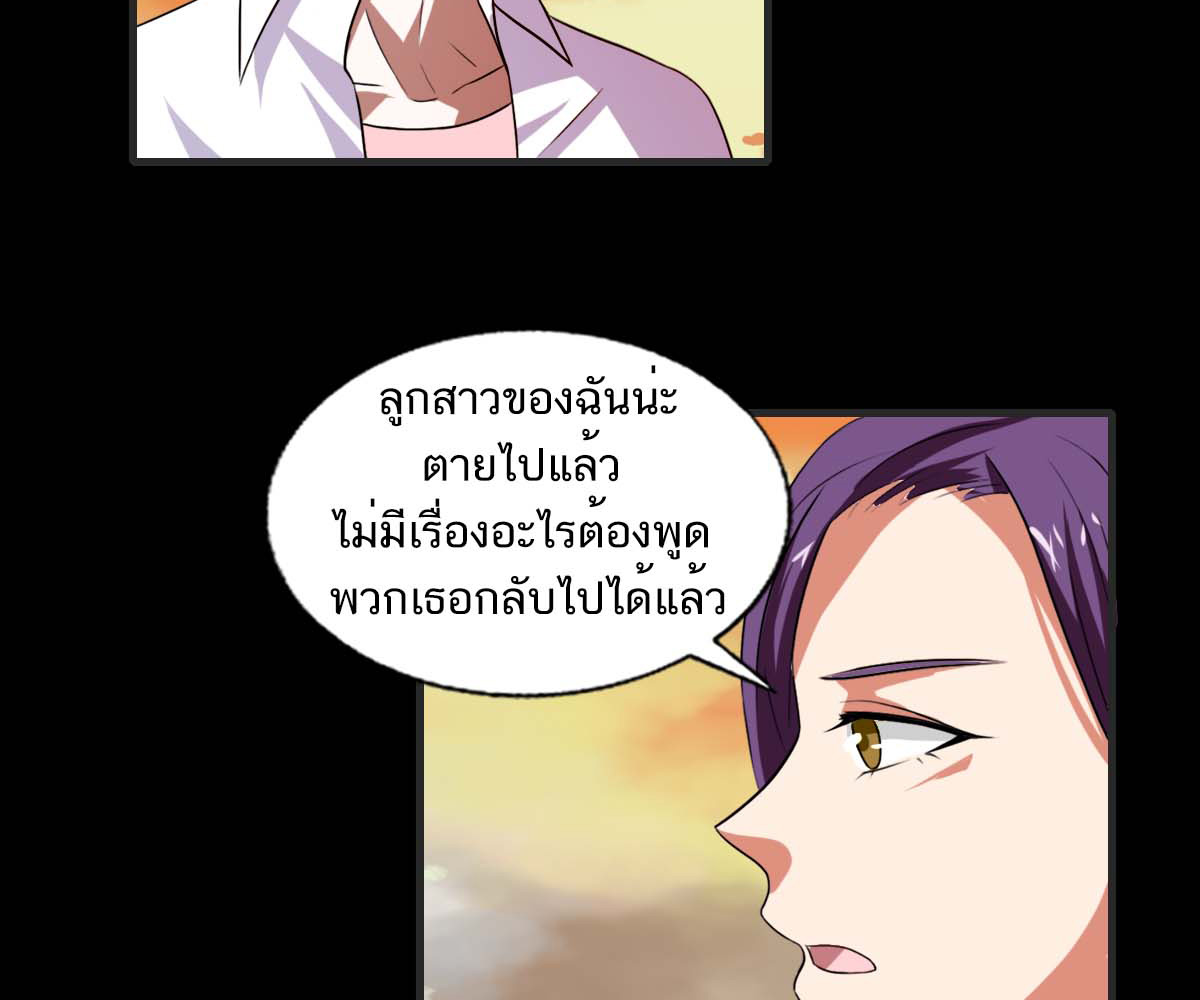 ลูกสาวของฉันน่ะ
ตายไปแล้ว
ไม่มีเรื่องอะไรต้องพูด
พวกเธอกลับไปได้แล้ว